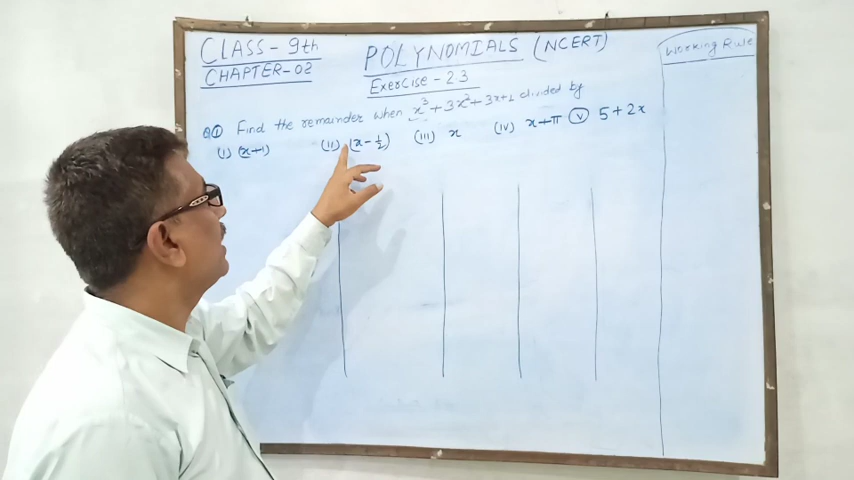 CLASS-9th
CHAPTER-02
POLYNOMIALS (NCERT)
Exercise-2.3
Q① Find the remainder when x³+3x²+3x+1 divided by
(i) (x+1) (ii) (x-1/2) (iii) x (iv) x+π (v) 5+2x
Working Rule